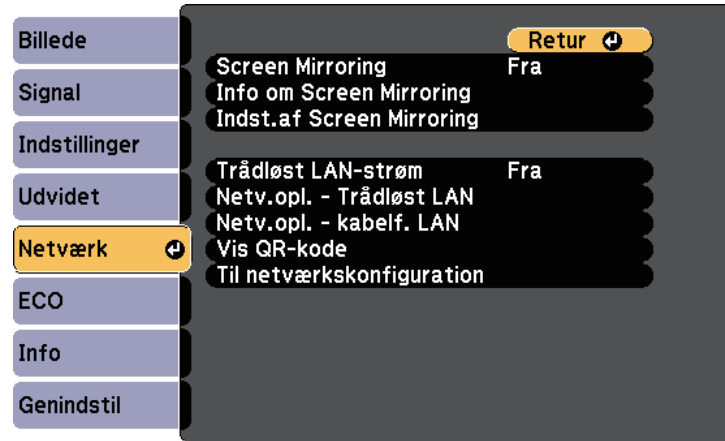 Billede
Signal
Indstillinger
Udvidet
Netværk
ECO
Info
Genindstil
Retur
Screen Mirroring Fra
Info om Screen Mirroring
Indst.af Screen Mirroring
Trådløst LAN-strøm Fra
Netv.opl. - Trådløst LAN
Netv.opl. - kabelf. LAN
Vis QR-kode
Til netværkskonfiguration